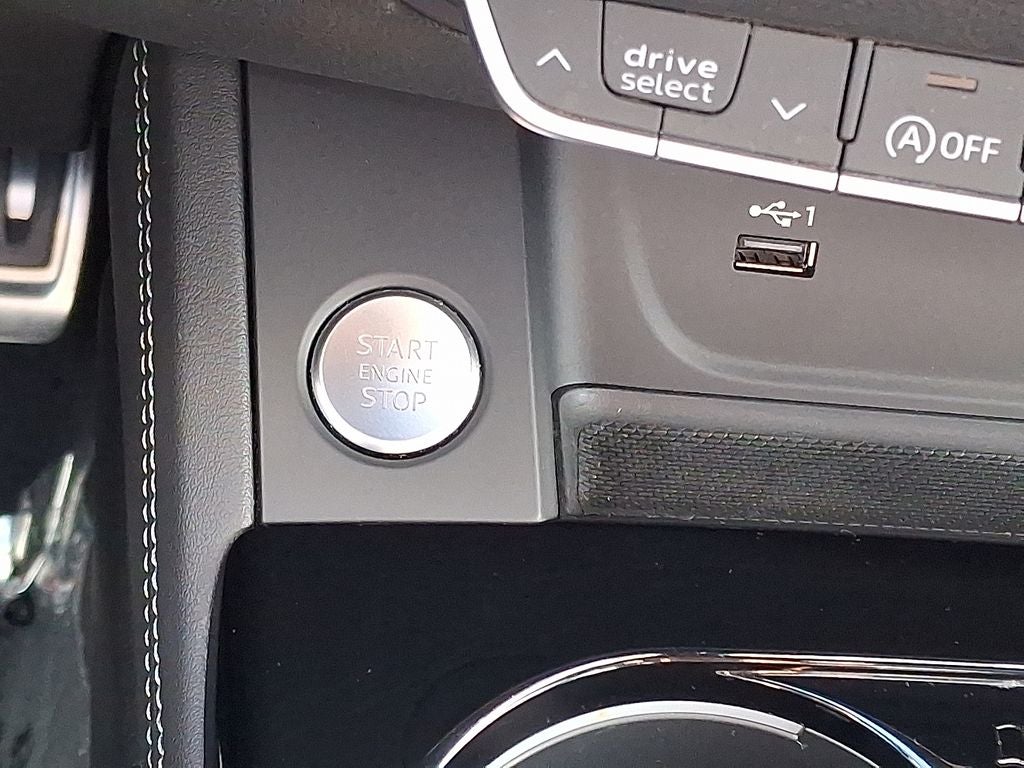 drive
select
A OFF
1
START
ENGINE
STOP